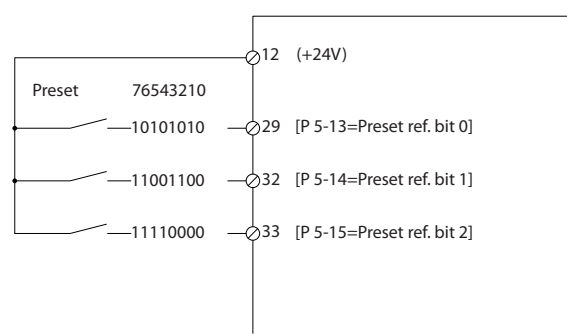 12 (+24V)
Preset 76543210
10101010 29 [P 5-13=Preset ref. bit 0]
11001100 32 [P 5-14=Preset ref. bit 1]
11110000 33 [P 5-15=Preset ref. bit 2]